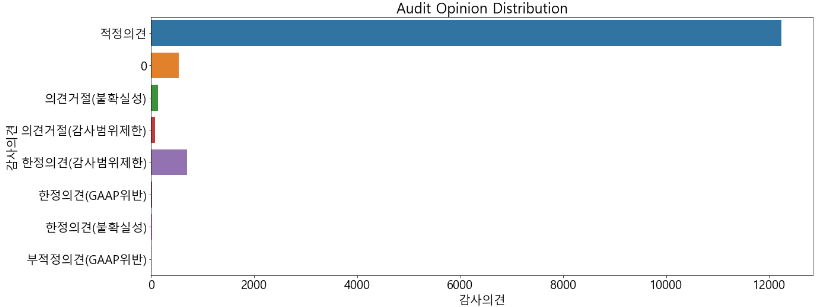 Audit Opinion Distribution
적정의견
0
의견거절(불확실성)
의견거절(감사범위제한)
한정의견(감사범위제한)
한정의견(GAAP위반)
한정의견(불확실성)
부적정의견(GAAP위반)
감사의견
0 2000 4000 6000 8000 10000 12000
감사의견